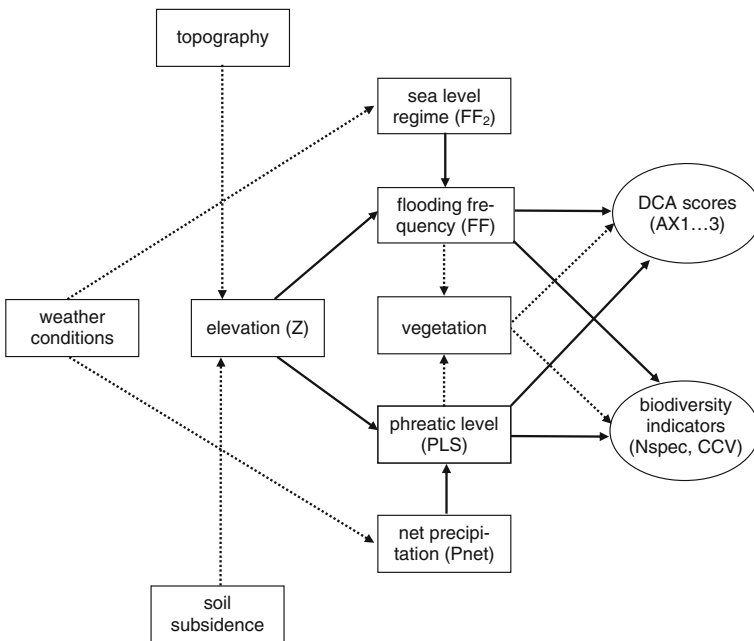 topography
sea level
regime (FF₂)
flooding fre-
quency (FF)
DCA scores
(AX1...3)
weather
conditions
elevation (Z)
vegetation
phreatic level
(PLS)
biodiversity
indicators
(Nspec, CCV)
net precipi-
tation (Pnet)
soil
subsidence